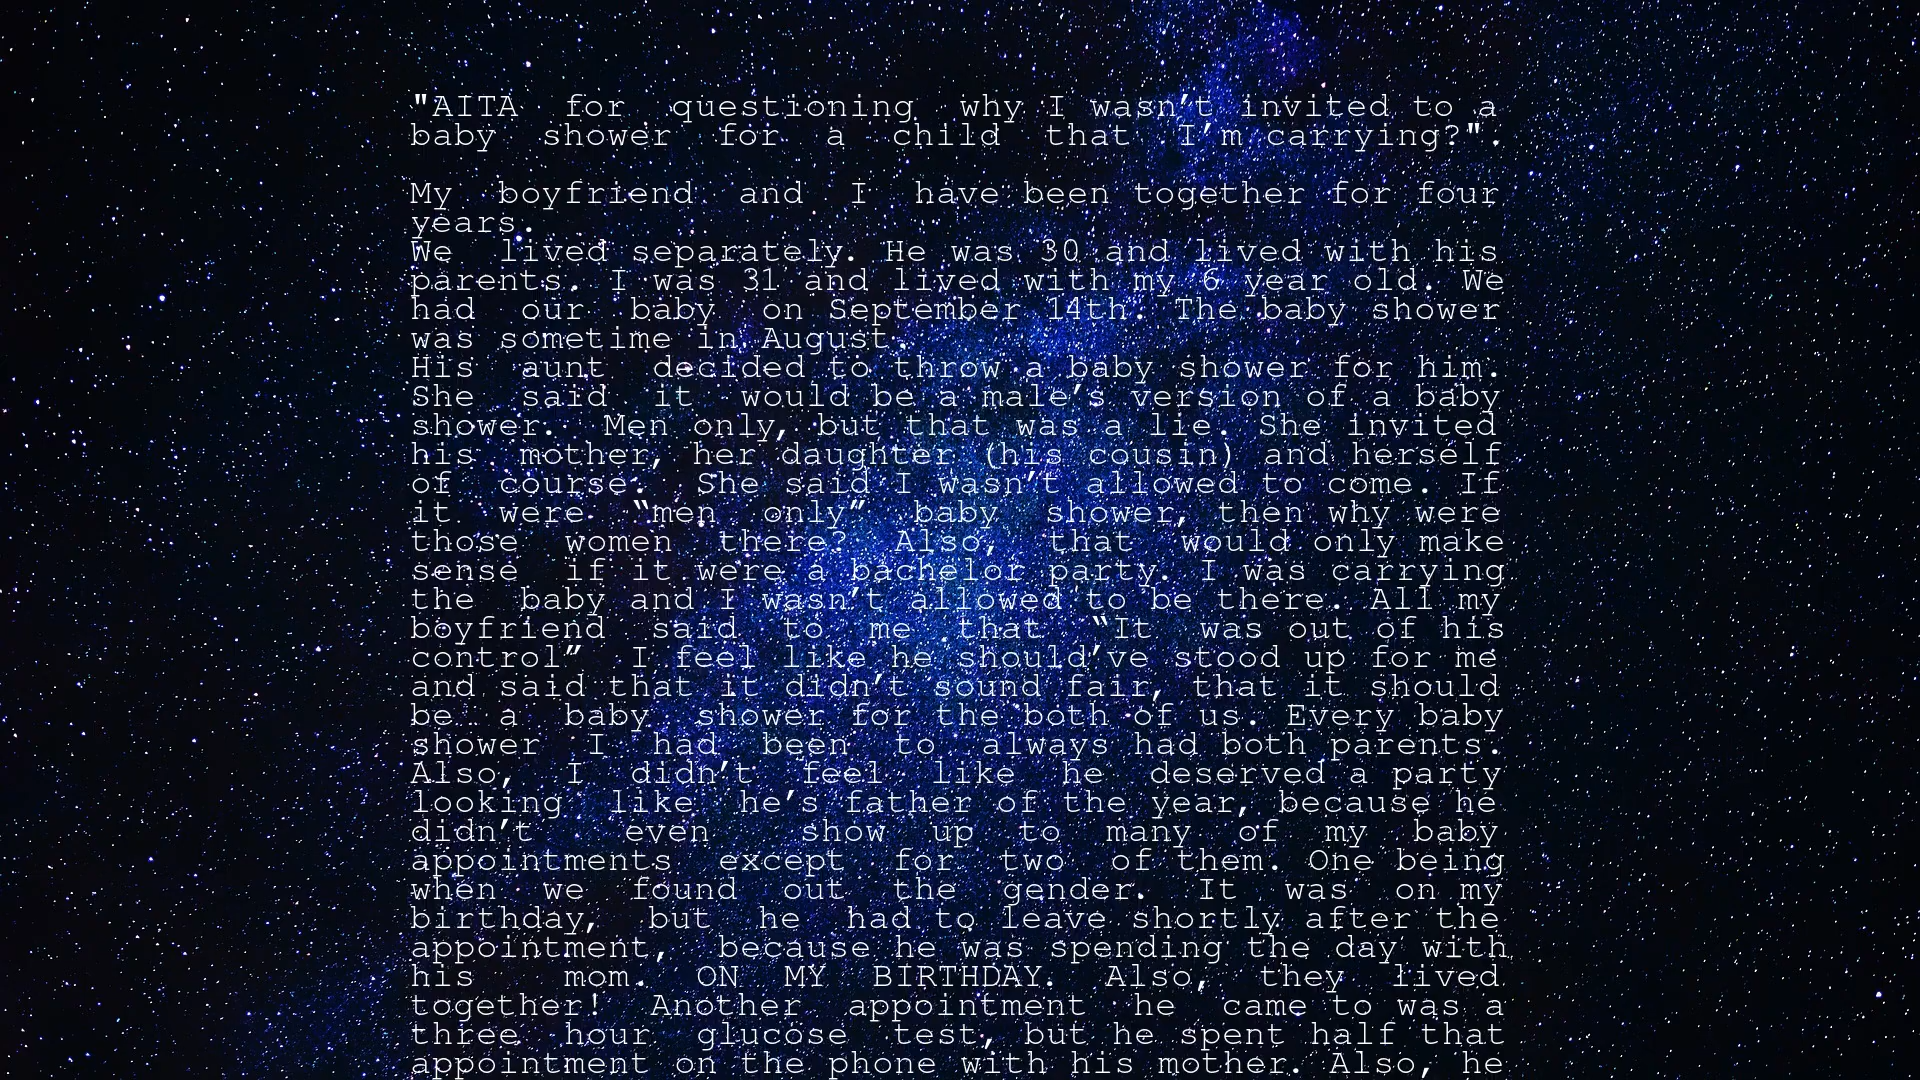 "AITA for questioning why I wasn't invited to a
baby shower for a child that I'm carrying?".
My boyfriend and I have been together for four
years.
We lived separately. He was 30 and lived with his
parents. I was 31 and lived with my 6 year old. We
had our baby on September 14th. The baby shower
was sometime in August.
His aunt decided to throw a baby shower for him.
She said it would be a male's version of a baby
shower. Men only, but that was a lie. She invited
his mother, her daughter (his cousin) and herself
of course. She said I wasn't allowed to come. If
it were “men only” baby shower, then why were
those women there? Also, that would only make
sense if it were a bachelor party. I was carrying
the baby and I wasn't allowed to be there. All my
boyfriend said to me that “It was out of his
control” I feel like he should've stood up for me
and said that it didn't sound fair, that it should
be a baby shower for the both of us. Every baby
shower I had been to always had both parents.
Also, I didn't feel like he deserved a party
looking like he's father of the year, because he
didn't even show up to many of my baby
appointments except for two of them. One being
when we found out the gender. It was on my
birthday, but he had to leave shortly after the
appointment, because he was spending the day with
his mom. ON MY BIRTHDAY. Also, they lived
together! Another appointment he came to was a
three hour glucose test, but he spent half that
appointment on the phone with his mother. Also, he